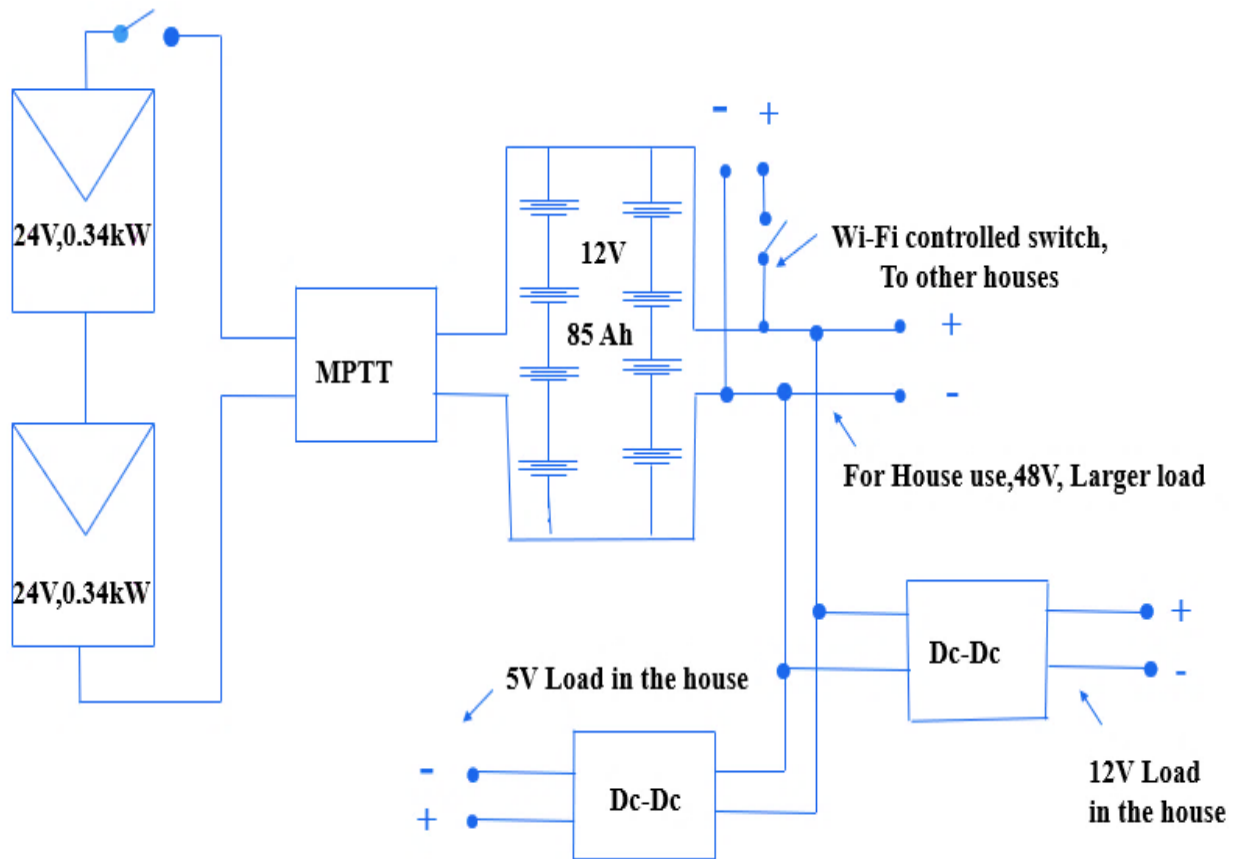 24V,0.34kW
24V,0.34kW
MPTT
12V
85 Ah
- +
Wi-Fi controlled switch,
To other houses
+
-
For House use,48V, Larger load
Dc-Dc
+
-
12V Load
in the house
5V Load in the house
-
+
Dc-Dc